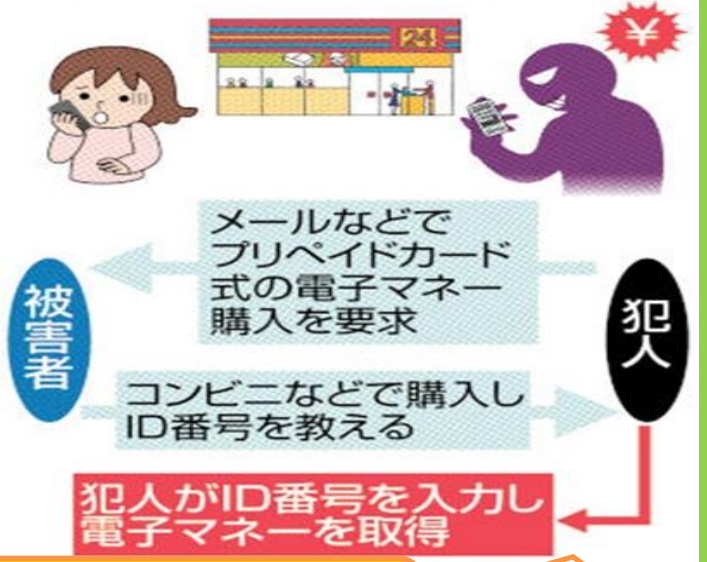 24
¥
メールなどで
プリペイドカード
式の電子マネー
購入を要求
被害者
犯人
コンビニなどで購入し
ID番号を教える
犯人がID番号を入力し
電子マネーを取得